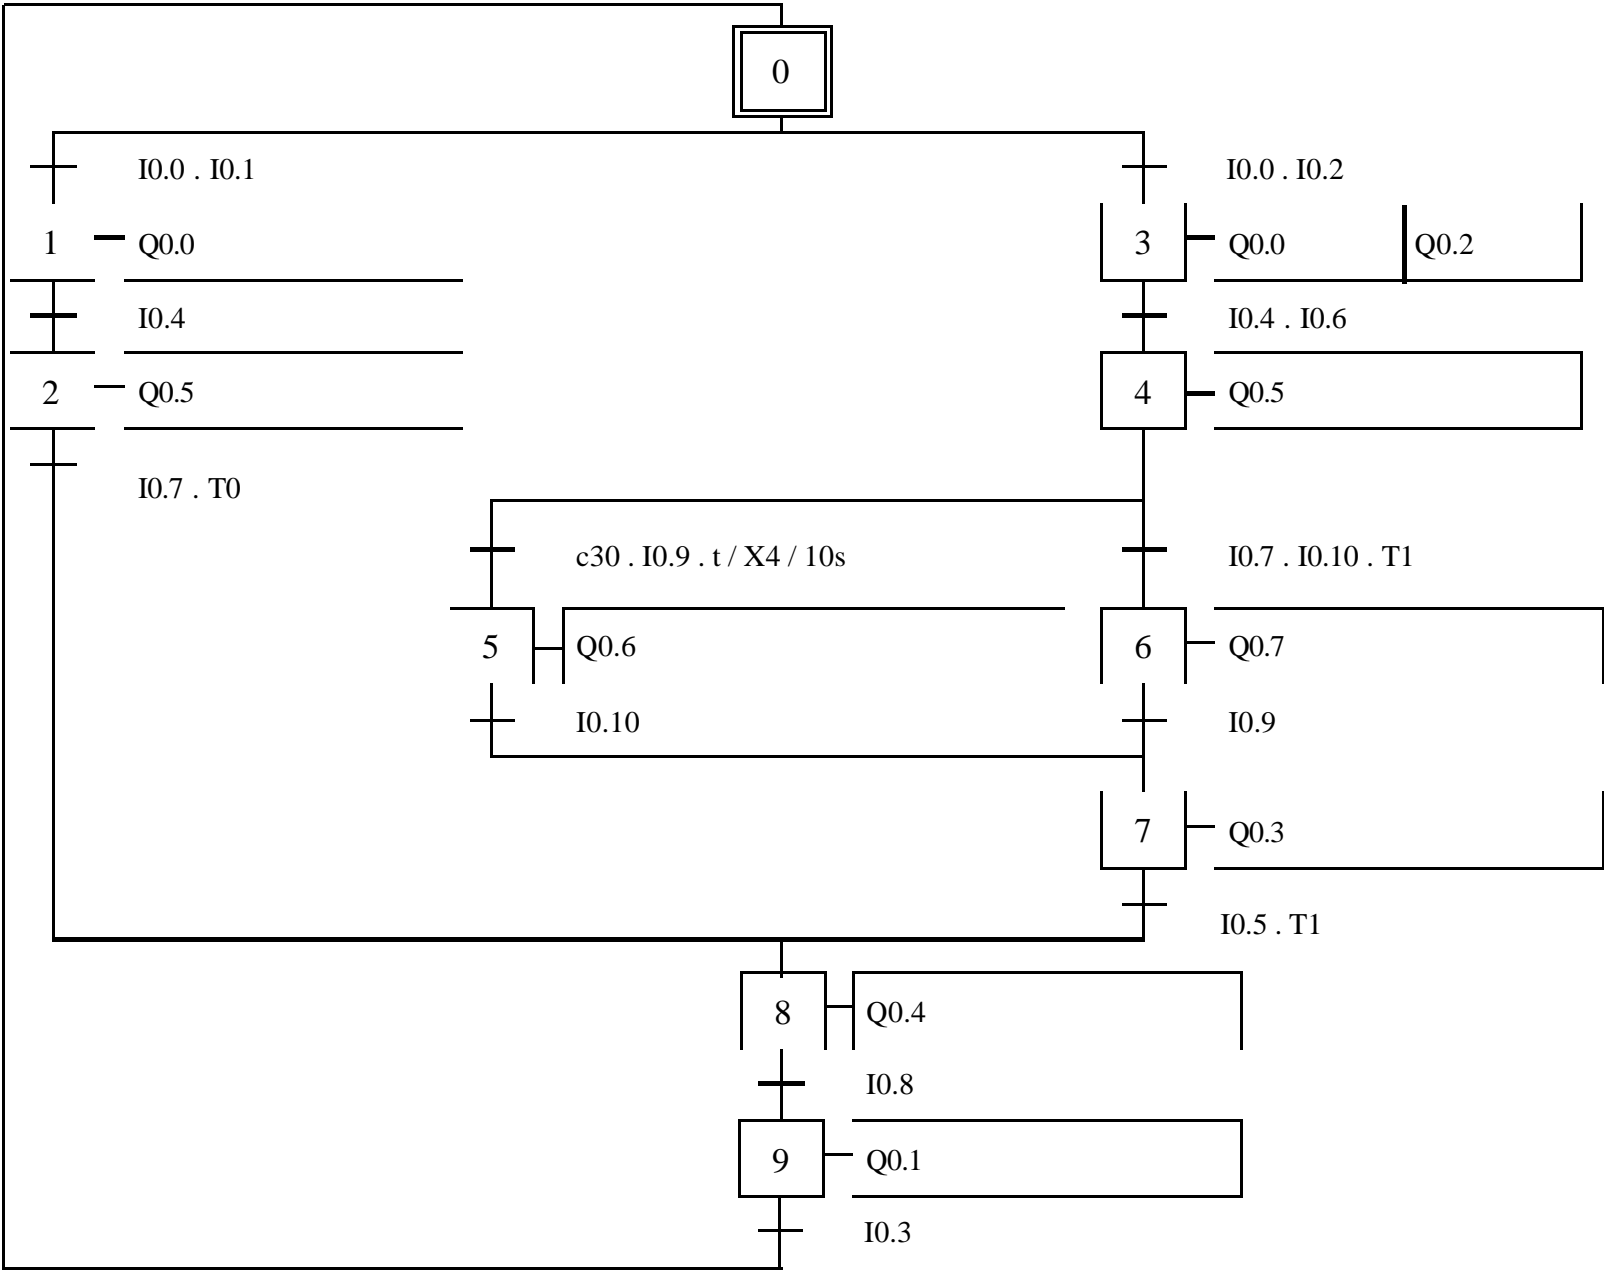 0
I0.0 . I0.1
I0.0 . I0.2
1
Q0.0
3
Q0.0
Q0.2
I0.4
I0.4 . I0.6
2
Q0.5
4
Q0.5
I0.7 . T0
c30 . I0.9 . t / X4 / 10s
I0.7 . I0.10 . T1
5
Q0.6
6
Q0.7
I0.10
I0.9
7
Q0.3
I0.5 . T1
8
Q0.4
I0.8
9
Q0.1
I0.3